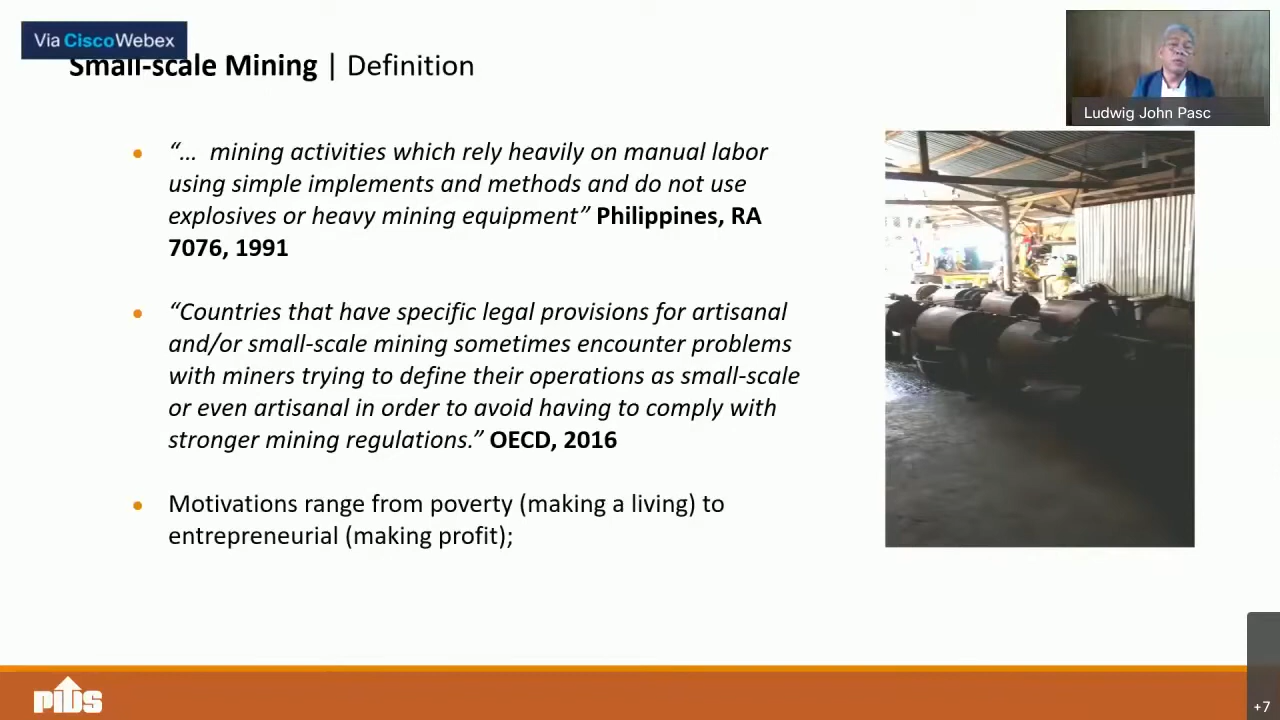 Via CiscoWebex
Small-scale Mining | Definition
Ludwig John Pasc
“… mining activities which rely heavily on manual labor
using simple implements and methods and do not use
explosives or heavy mining equipment” Philippines, RA
7076, 1991
“Countries that have specific legal provisions for artisanal
and/or small-scale mining sometimes encounter problems
with miners trying to define their operations as small-scale
or even artisanal in order to avoid having to comply with
stronger mining regulations.” OECD, 2016
Motivations range from poverty (making a living) to
entrepreneurial (making profit);
PIDS
+7